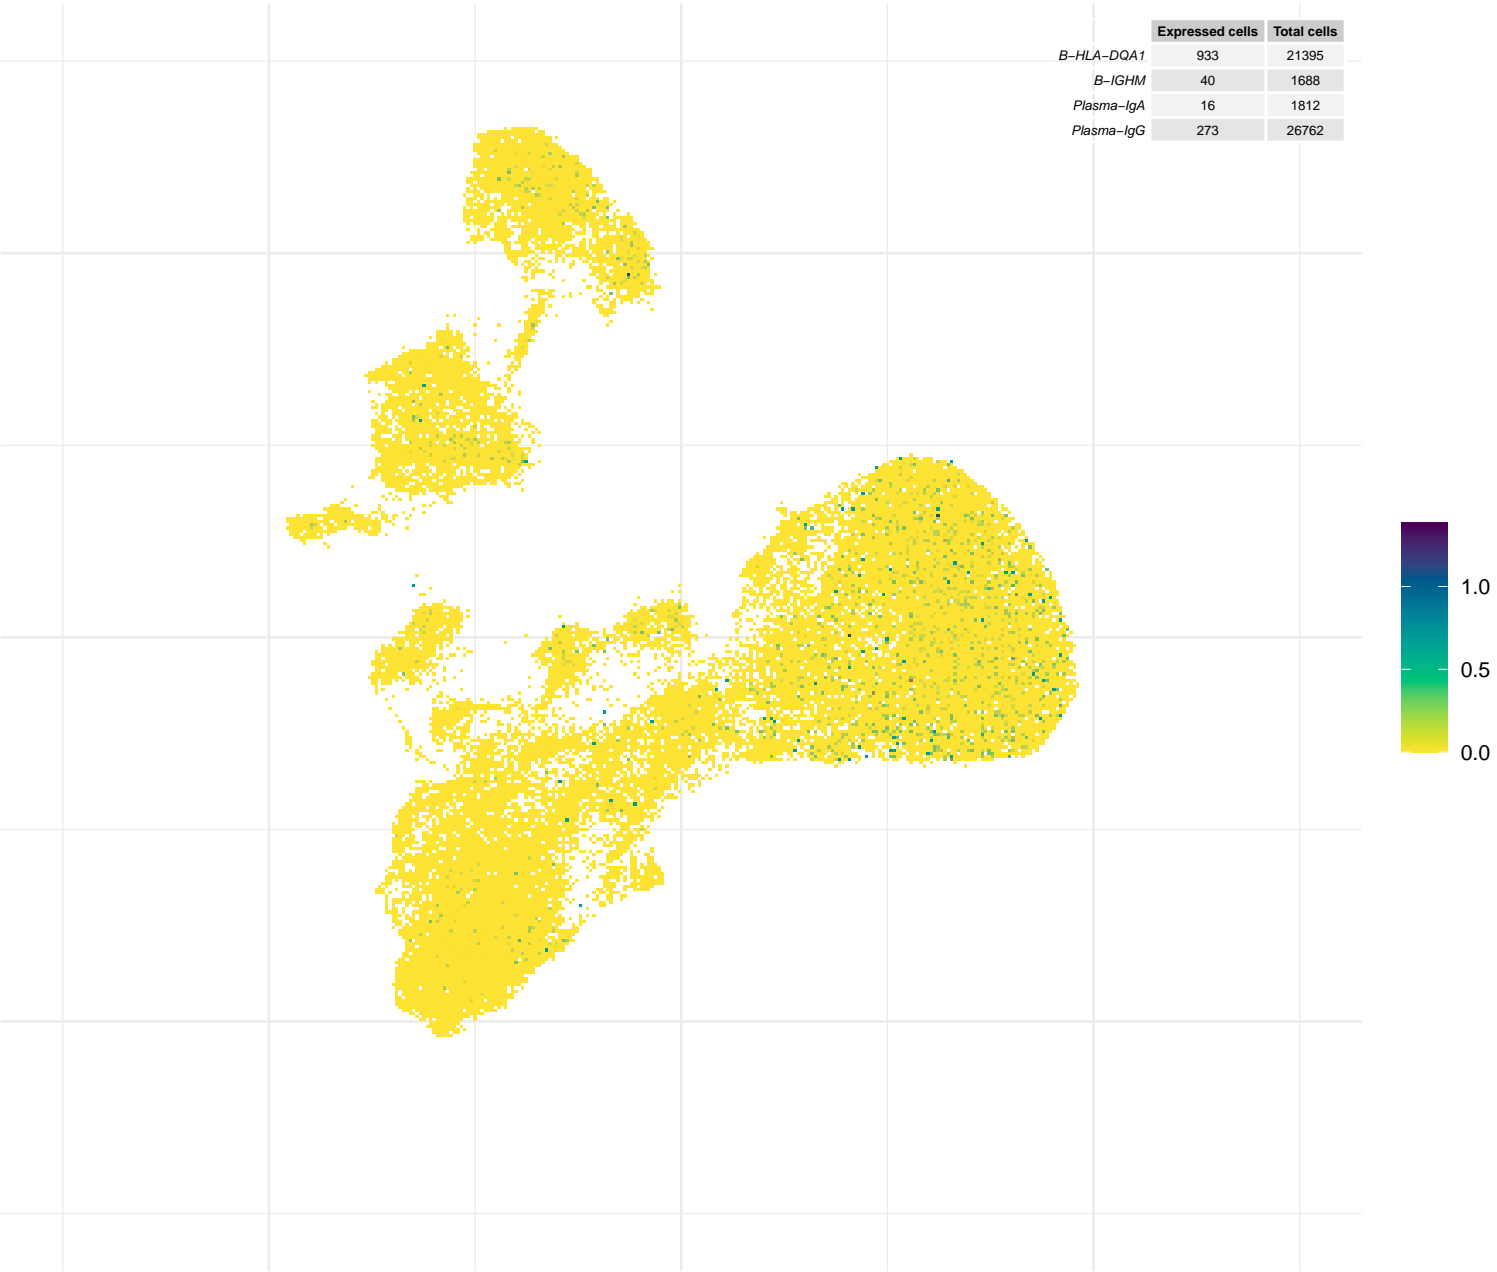 Expressed cells Total cells
B−HLA−DQA1 933 21395
B−IGHM 40 1688
Plasma−IgA 16 1812
Plasma−IgG 273 26762
1.0
0.5
0.0